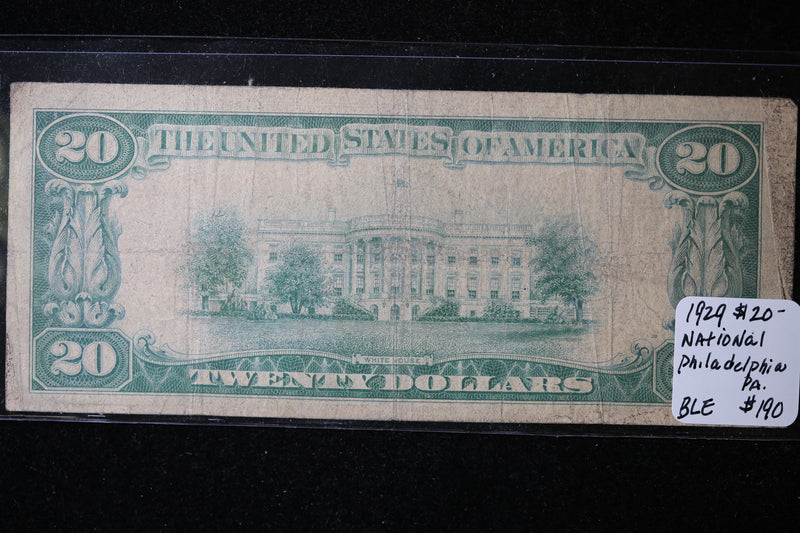 20 THE UNITED STATES OF AMERICA 20
WHITE HOUSE
20 TWENTY DOLLARS
1929 $20-
NAtioNal
Philadelphia
PA.
BLE $190